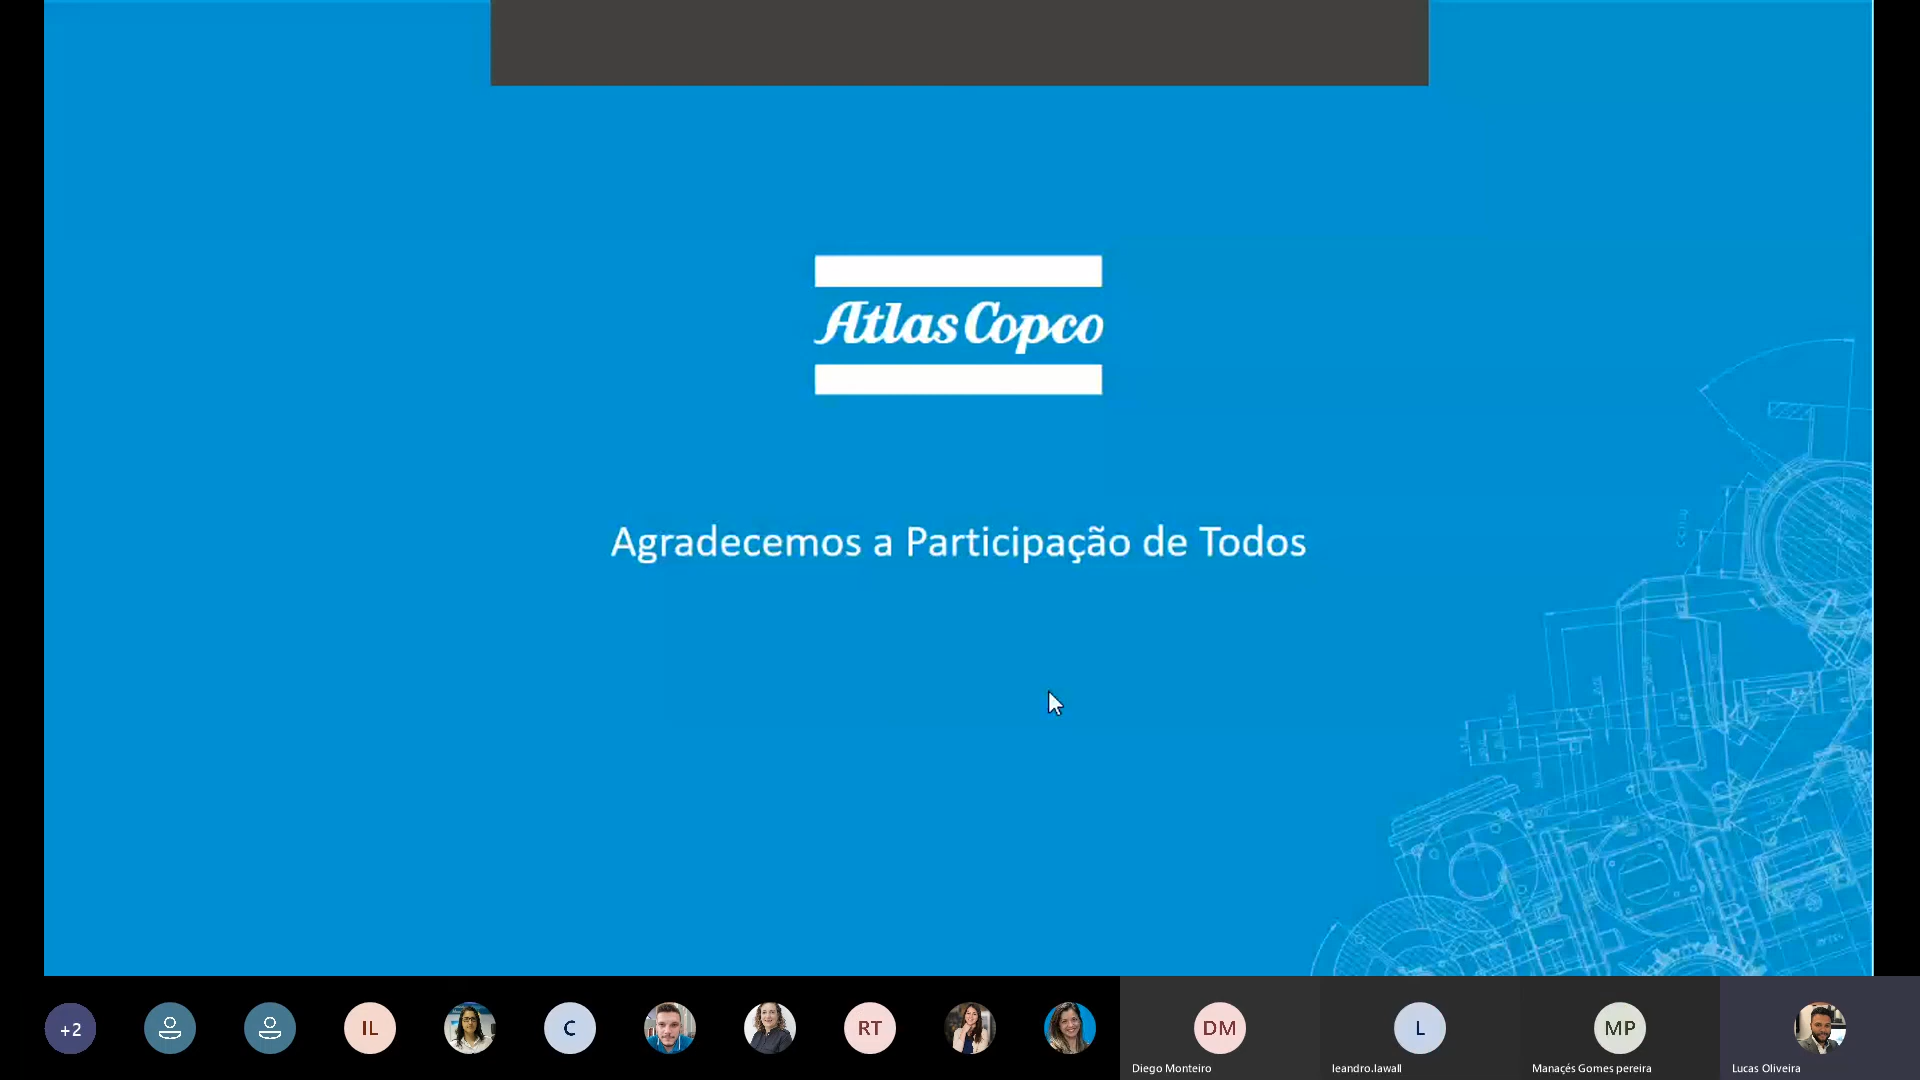 Atlas Copco
Agradecemos a Participação de Todos
+2
IL
C
RT
DM
L
MP
Diego Monteiro
leandro.lawall
Manaçés Gomes pereira
Lucas Oliveira